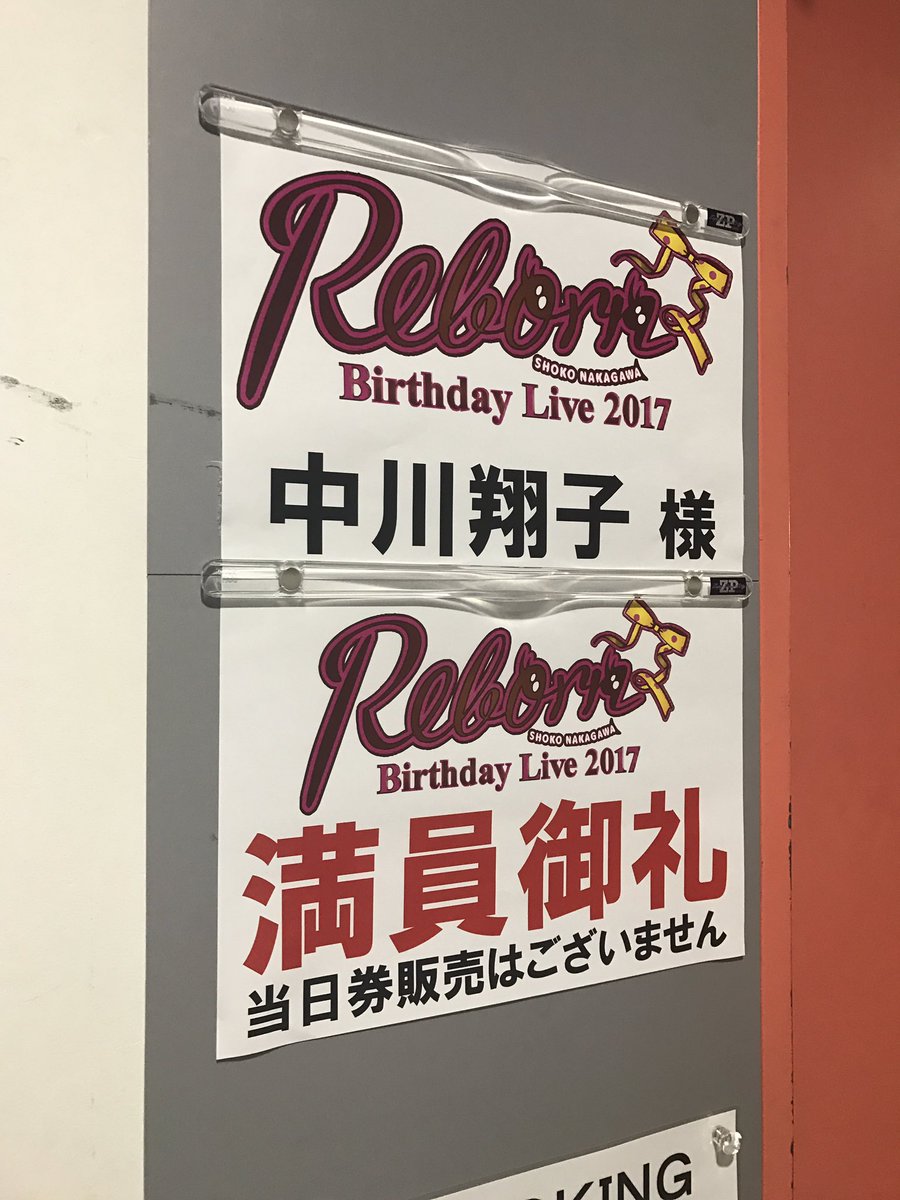 ZP
Reborn
SHOKO NAKAGAWA
Birthday Live 2017
中川翔子 様
ZP
Reborn
SHOKO NAKAGAWA
Birthday Live 2017
満員御礼
当日券販売はございません
OKING